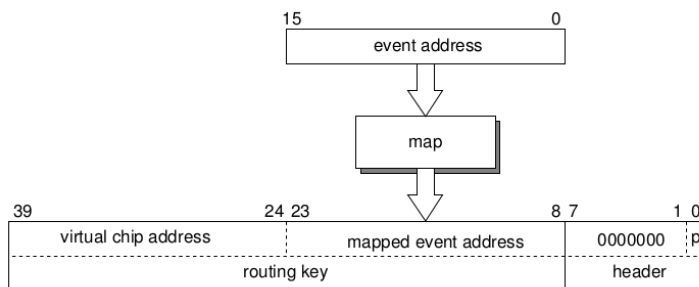 15 0
event address
map
39 24 23 8 7 1 0
virtual chip address mapped event address 0000000 p
routing key header